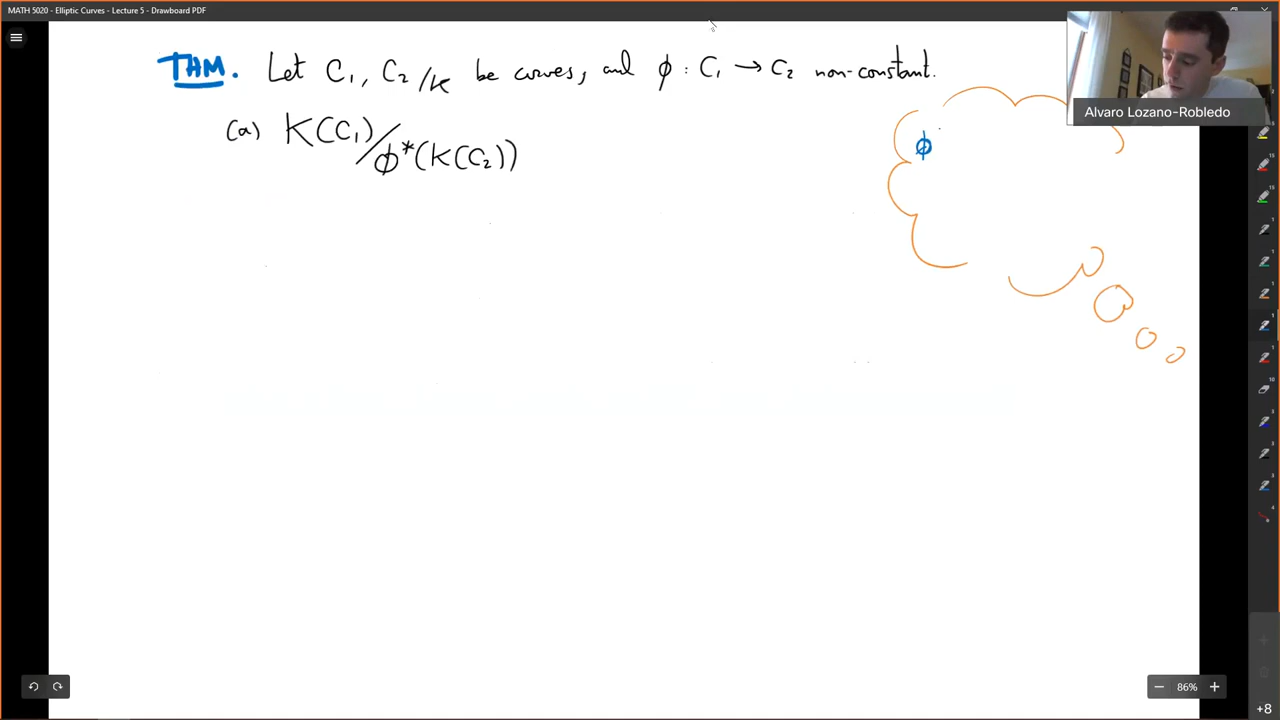 MATH 5020 - Elliptic Curves - Lecture 5 - Drawboard PDF
THM. Let C₁, C₂/K be curves, and ϕ : C₁ → C₂ non-constant.
Alvaro Lozano-Robledo
(a) K(C₁)/ϕ*(K(C₂))
ϕ
86%
+8